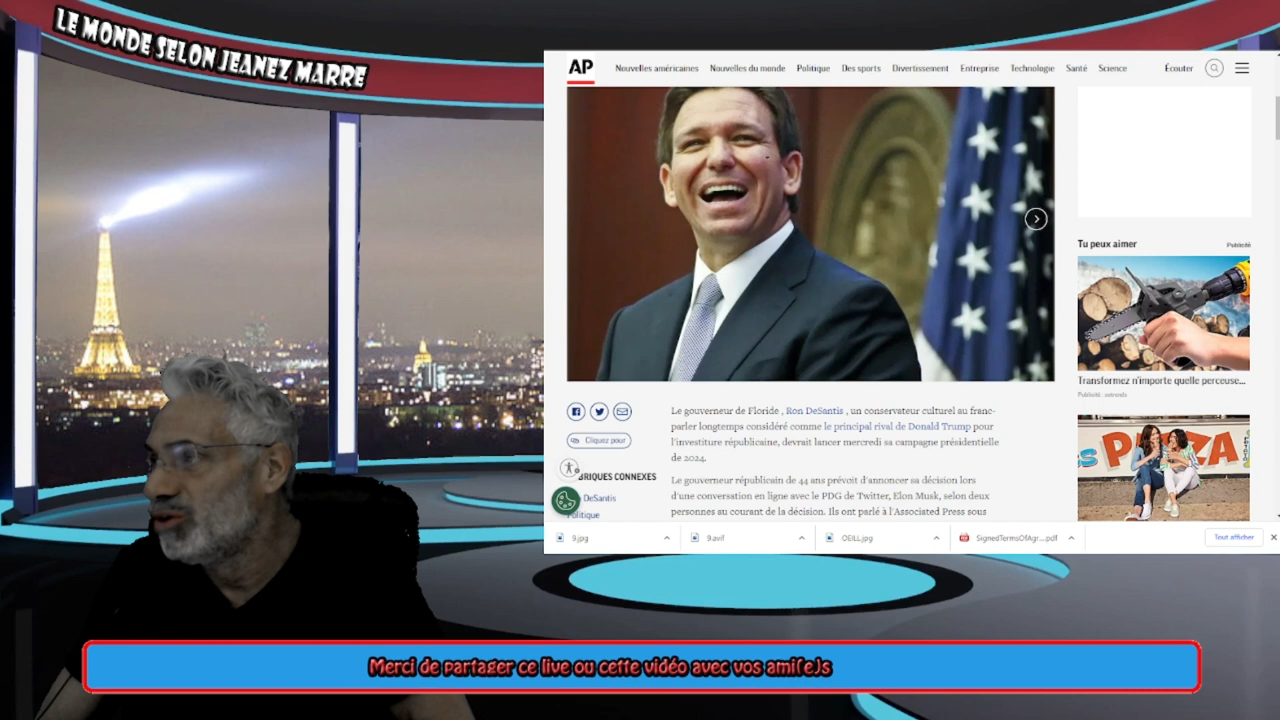 LE MONDE SELON JEANEZ MARRE
AP
Nouvelles américaines Nouvelles du monde Politique Des sports Divertissement Entreprise Technologie Santé Science Écouter
Tu peux aimer
Publicité
Transformez n'importe quelle perceuse...
Cliquez pour
BRIQUES CONNEXES
DeSantis
Politique
Le gouverneur de Floride , Ron DeSantis , un conservateur culturel au franc-
parler longtemps considéré comme le principal rival de Donald Trump pour
l'investiture républicaine, devrait lancer mercredi sa campagne présidentielle
de 2024.
Le gouverneur républicain de 44 ans prévoit d'annoncer sa décision lors
d'une conversation en ligne avec le PDG de Twitter, Elon Musk, selon deux
personnes au courant de la décision. Ils ont parlé à l'Associated Press sous
9.jpg
9.avif
OEILL.jpg
SignedTermsOfAgr....pdf
Tout afficher
Merci de partager ce live ou cette vidéo avec vos ami(e)s